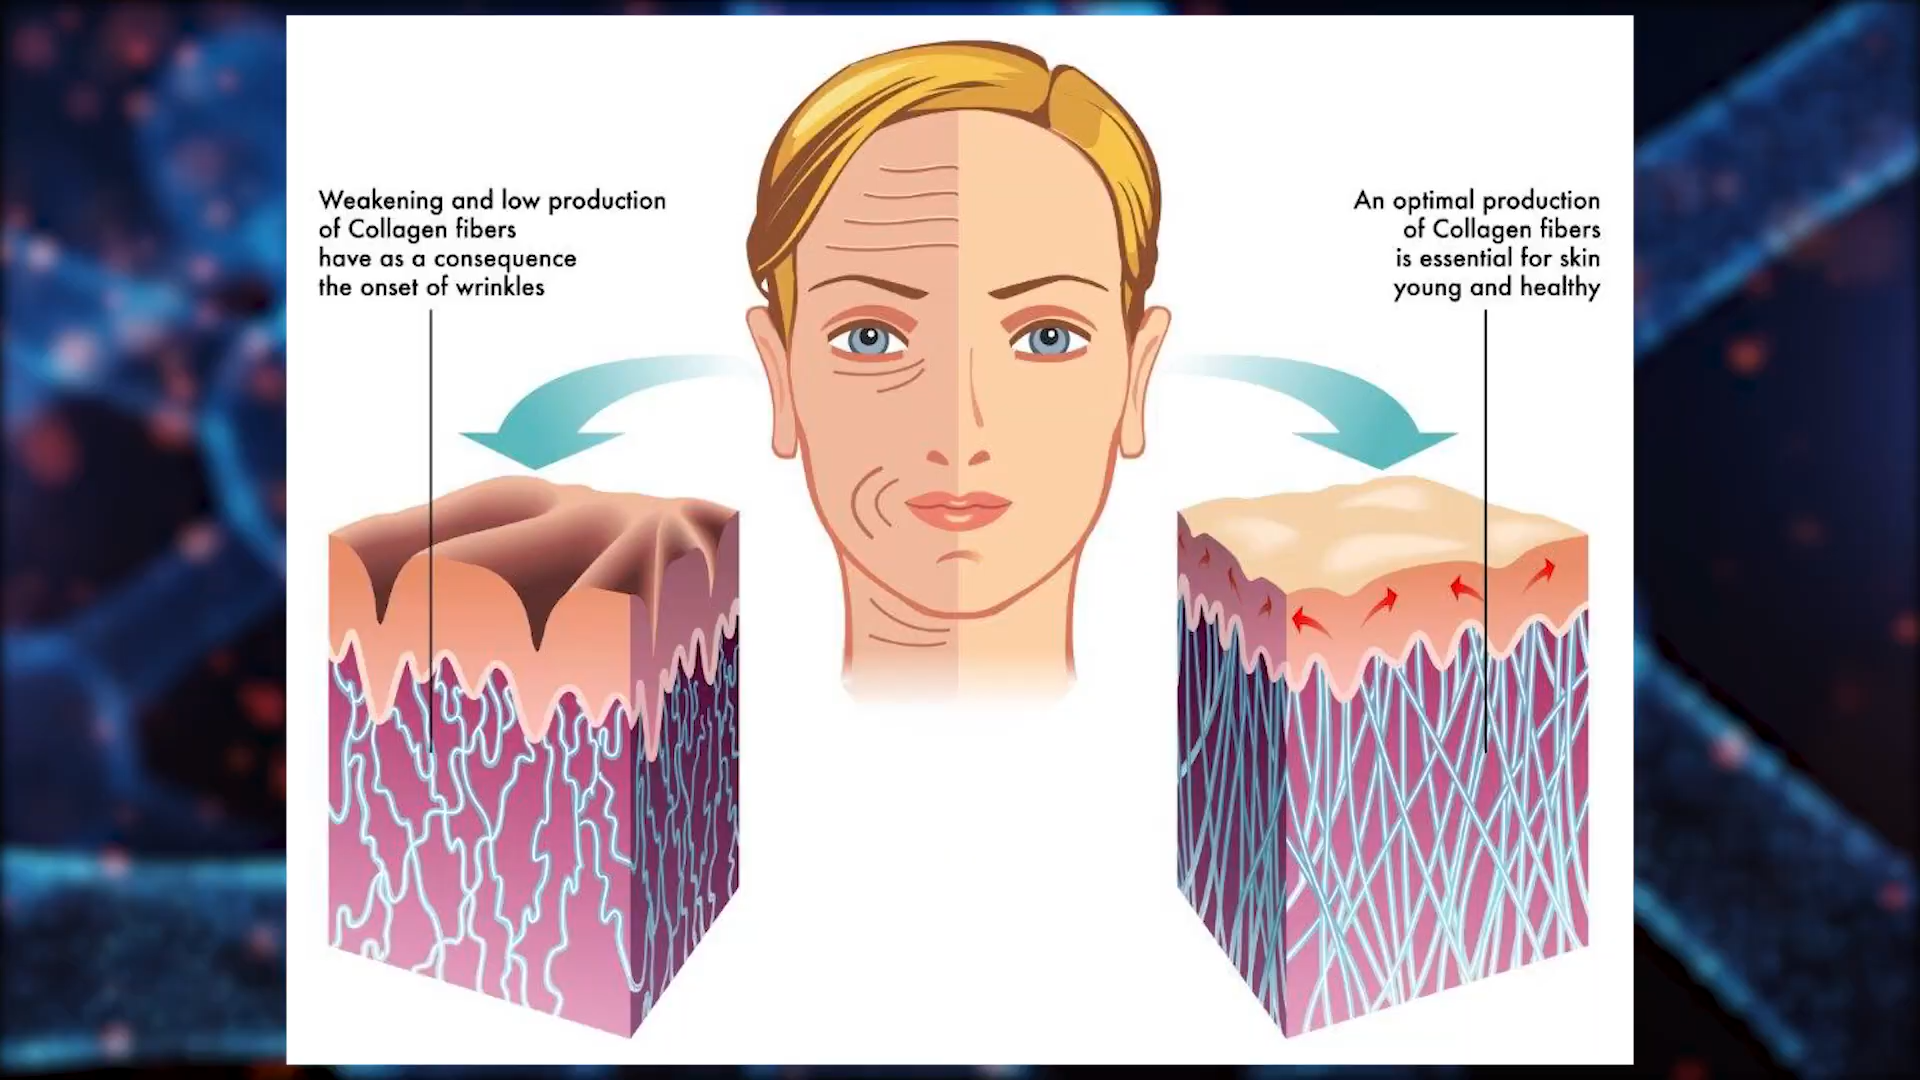 Weakening and low production
of Collagen fibers
have as a consequence
the onset of wrinkles
An optimal production
of Collagen fibers
is essential for skin
young and healthy